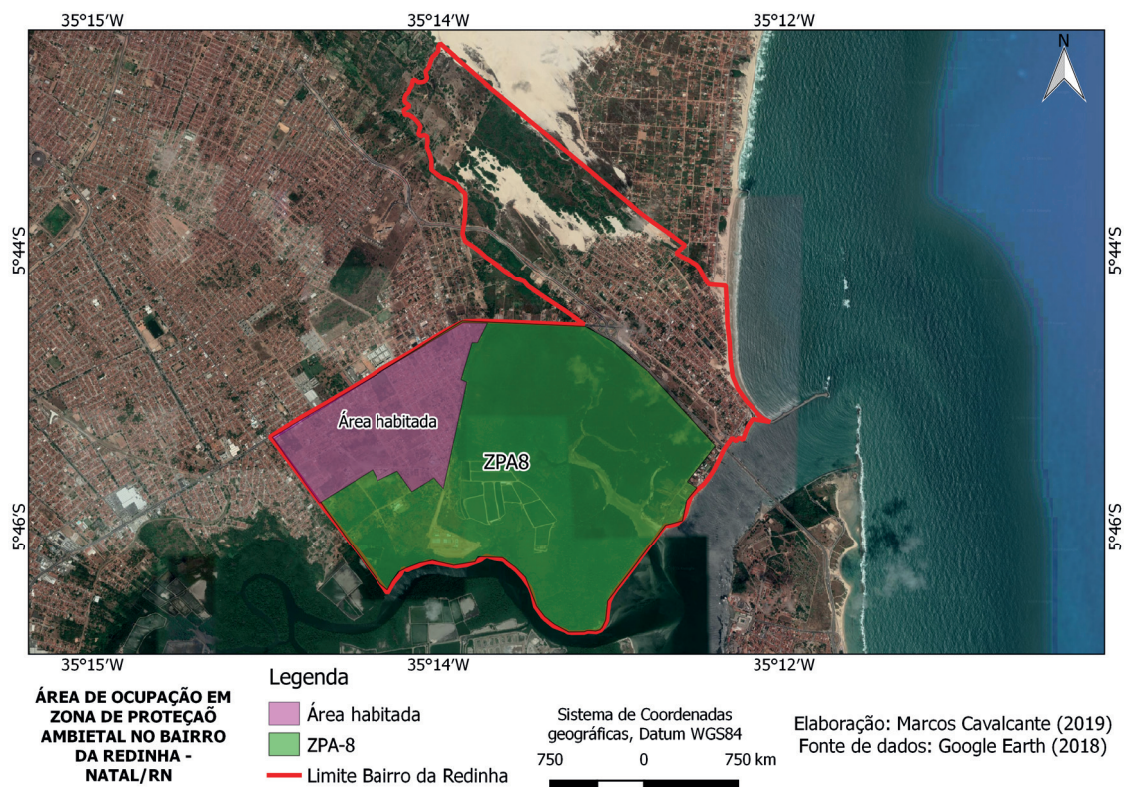 35°15'W 35°14'W 35°12'W
N
5°44'S 5°44'S
Área habitada
ZPA8
5°46'S 5°46'S
35°15'W 35°14'W 35°12'W
ÁREA DE OCUPAÇÃO EM
ZONA DE PROTEÇAÕ
AMBIETAL NO BAIRRO
DA REDINHA -
NATAL/RN
Legenda
Área habitada
ZPA-8
Limite Bairro da Redinha
Sistema de Coordenadas
geográficas, Datum WGS84
750 0 750 km
Elaboração: Marcos Cavalcante (2019)
Fonte de dados: Google Earth (2018)